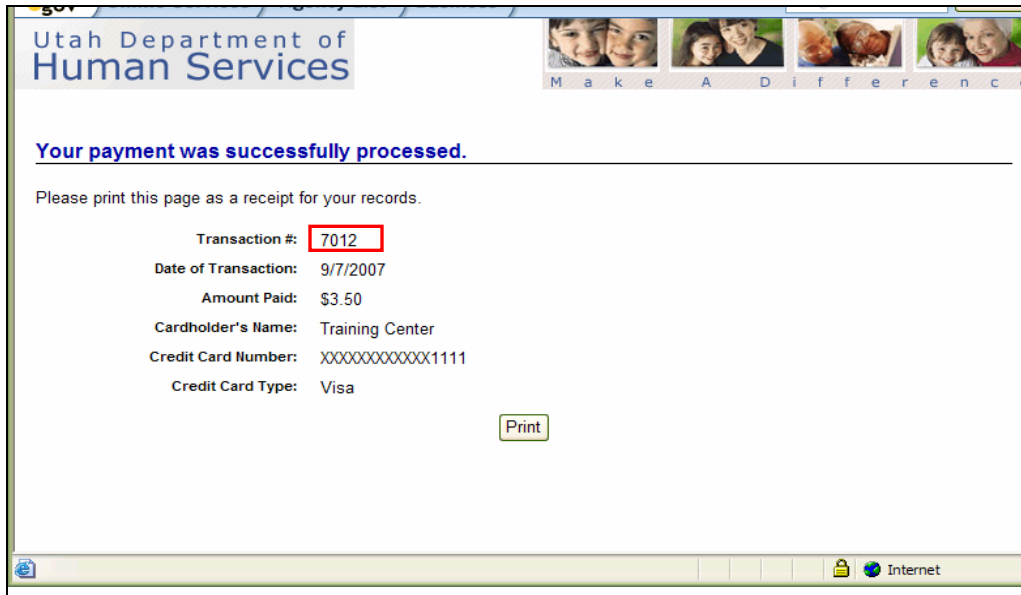 Utah Department of
Human Services
Make A Difference
Your payment was successfully processed.
Please print this page as a receipt for your records.
Transaction #: 7012
Date of Transaction: 9/7/2007
Amount Paid: $3.50
Cardholder's Name: Training Center
Credit Card Number: XXXXXXXXXXXX1111
Credit Card Type: Visa
Print
Internet